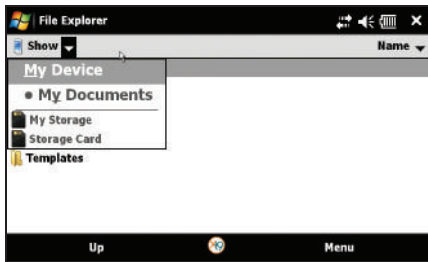 File Explorer
Show
Name
My Device
• My Documents
My Storage
Storage Card
Templates
Up
Menu